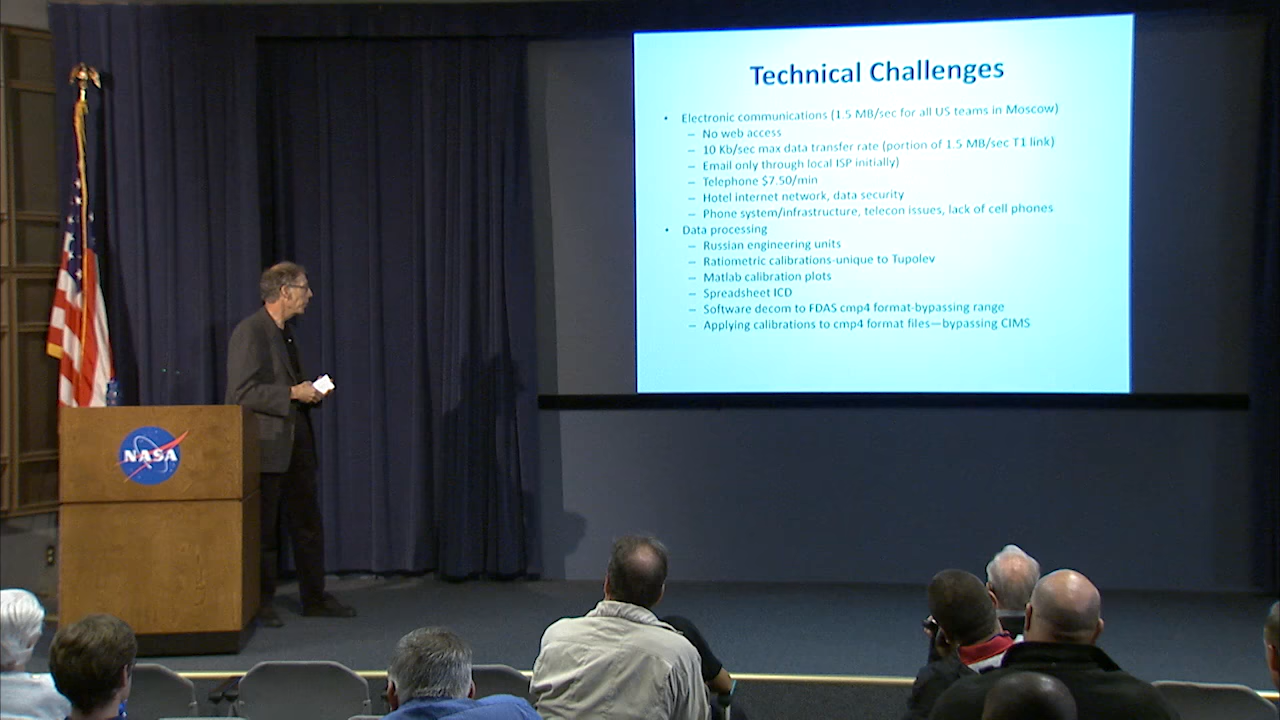 Technical Challenges
• Electronic communications (1.5 MB/sec for all US teams in Moscow)
– No web access
– 10 Kb/sec max data transfer rate (portion of 1.5 MB/sec T1 link)
– Email only through local ISP initially)
– Telephone $7.50/min
– Hotel internet network, data security
– Phone system/infrastructure, telecon issues, lack of cell phones
• Data processing
– Russian engineering units
– Ratiometric calibrations-unique to Tupolev
– Matlab calibration plots
– Spreadsheet ICD
– Software decom to FDAS cmp4 format-bypassing range
– Applying calibrations to cmp4 format files—bypassing CIMS
NASA